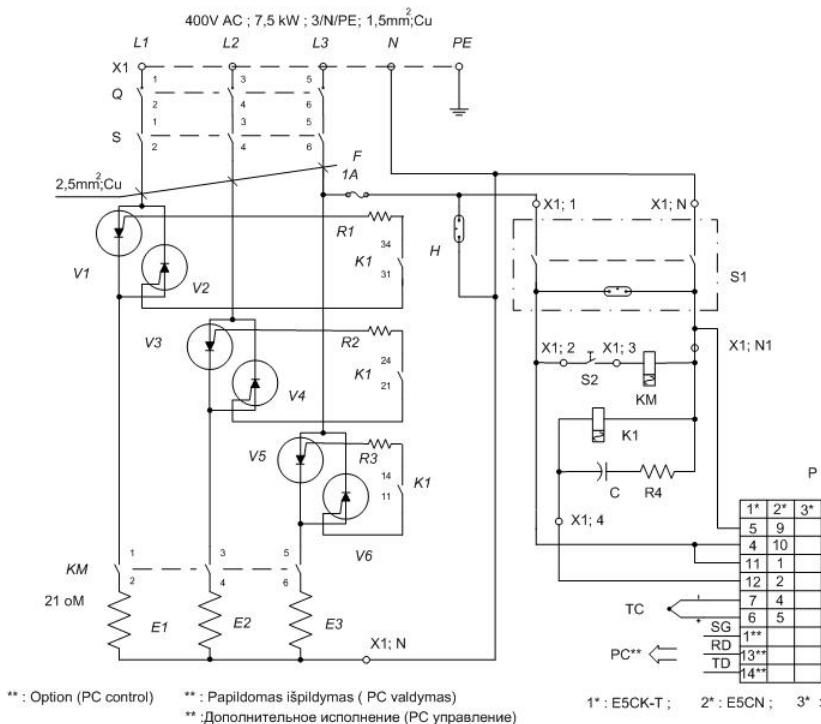 400V AC ; 7,5 kW ; 3/N/PE; 1,5mm²;Cu
L1 L2 L3 N PE
X1 1 3 5
Q 2 4 6
1 3 5
S 2 4 6
F
1A
2,5mm²;Cu
X1; 1 X1; N
R1
34
V1 K1 H S1
31
V2
V3 R2 X1; 2 X1; 3 X1; N1
24
K1 S2
21
V4 KM
K1
V5 R3
14
K1 C R4 P
11
1* 2* 3*
V6 X1; 4 5 9
4 10
1 3 5 11 1
KM 12 2
2 4 6
21 oM TC - 7 4
+ 6 5
E1 E2 E3 SG 1**
X1; N PC** RD 13**
TD 14**
** : Option (PC control) ** : Papildomas išpildymas ( PC valdymas) 1* : E5CK-T ; 2* : E5CN ; 3* :
** :Дополнительное исполнение (PC управление)